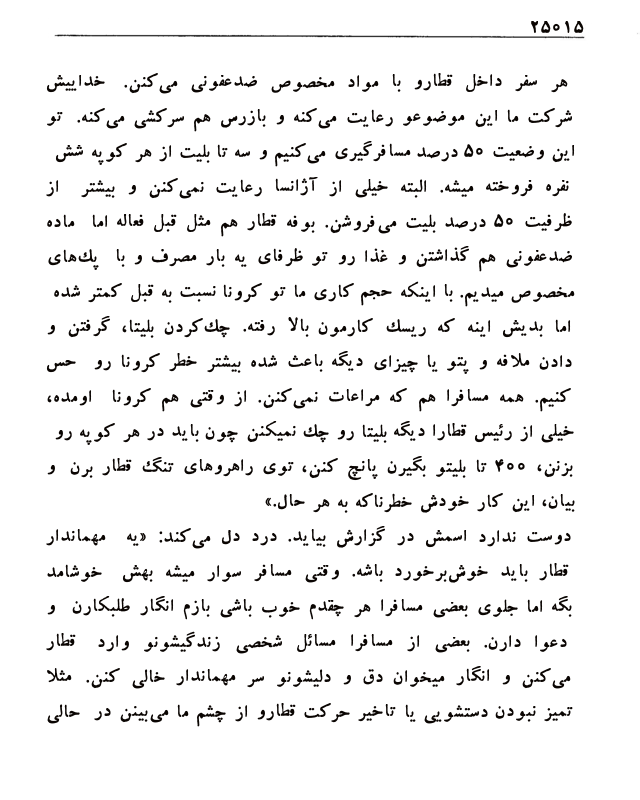 ۲۵۰۱۵
هر سفر داخل قطارو با مواد مخصوص ضدعفونی می‌کنن. خداییش
شرکت ما این موضوعو رعایت می‌کنه و بازرس هم سرکشی می‌کنه. تو
این وضعیت ۵۰ درصد مسافرگیری می‌کنیم و سه تا بلیت از هر کوپه شش
نفره فروخته میشه. البته خیلی از آژانسا رعایت نمی‌کنن و بیشتر از
ظرفیت ۵۰ درصد بلیت می‌فروشن. بوفه قطار هم مثل قبل فعاله اما ماده
ضدعفونی هم گذاشتن و غذا رو تو ظرفای یه بار مصرف و با پك‌های
مخصوص میدیم. با اینکه حجم کاری ما تو کرونا نسبت به قبل کمتر شده
اما بدیش اینه که ریسك کارمون بالا رفته. چك‌کردن بلیتا، گرفتن و
دادن ملافه و پتو یا چیزای دیگه باعث شده بیشتر خطر کرونا رو حس
کنیم. همه مسافرا هم که مراعات نمی‌کنن. از وقتی هم کرونا اومده،
خیلی از رئیس قطارا دیگه بلیتا رو چك نمیکنن چون باید در هر کوپه رو
بزنن، ۴۰۰ تا بلیتو بگیرن پانچ کنن، توی راهروهای تنگ قطار برن و
بیان، این کار خودش خطرناکه به هر حال.»
دوست ندارد اسمش در گزارش بیاید. درد دل می‌کند: «یه مهماندار
قطار باید خوش‌برخورد باشه. وقتی مسافر سوار میشه بهش خوشامد
بگه اما جلوی بعضی مسافرا هر چقدم خوب باشی بازم انگار طلبکارن و
دعوا دارن. بعضی از مسافرا مسائل شخصی زندگیشونو وارد قطار
می‌کنن و انگار میخوان دق و دلیشونو سر مهماندار خالی کنن. مثلا
تمیز نبودن دستشویی یا تاخیر حرکت قطارو از چشم ما می‌بینن در حالی